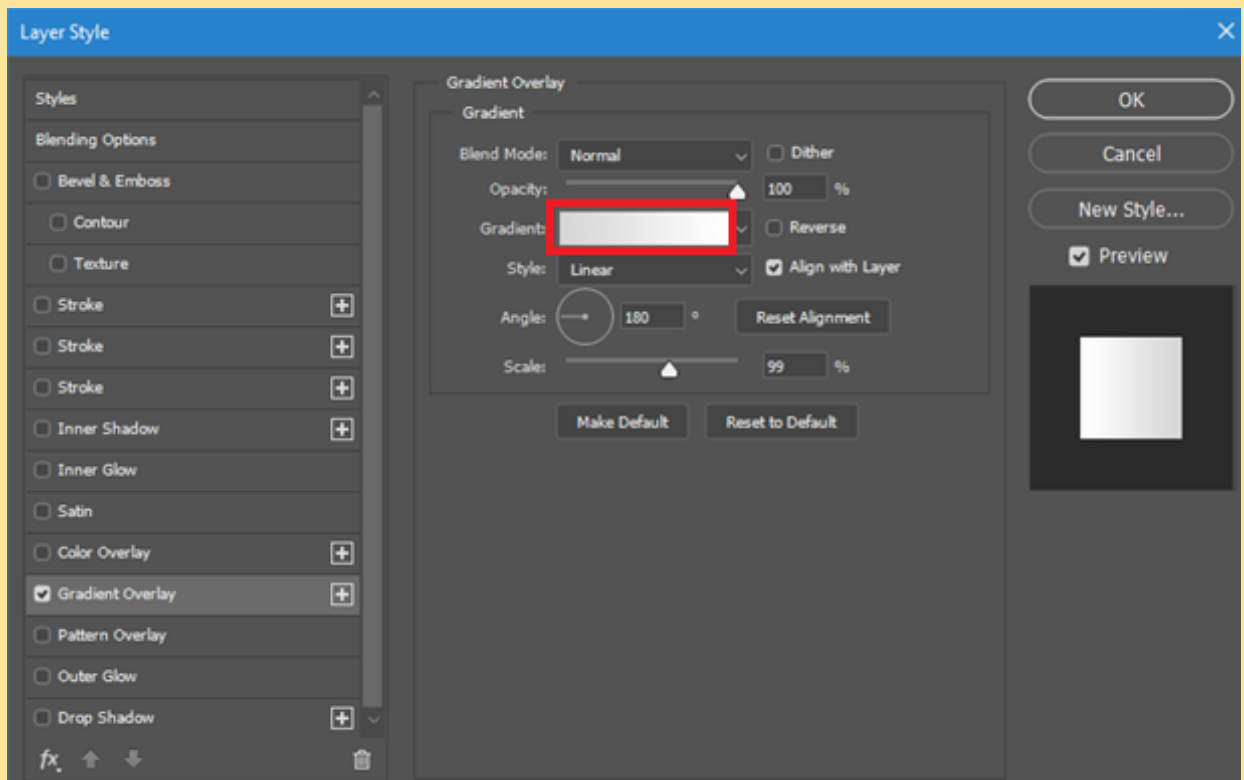 Layer Style
Styles
Blending Options
Bevel & Emboss
Contour
Texture
Stroke
Stroke
Stroke
Inner Shadow
Inner Glow
Satin
Color Overlay
Gradient Overlay
Pattern Overlay
Outer Glow
Drop Shadow
fx
Gradient Overlay
Gradient
Blend Mode: Normal Dither
Opacity: 100 %
Gradient: Reverse
Style: Linear Align with Layer
Angle: 180 ° Reset Alignment
Scale: 99 %
Make Default Reset to Default
OK
Cancel
New Style...
Preview